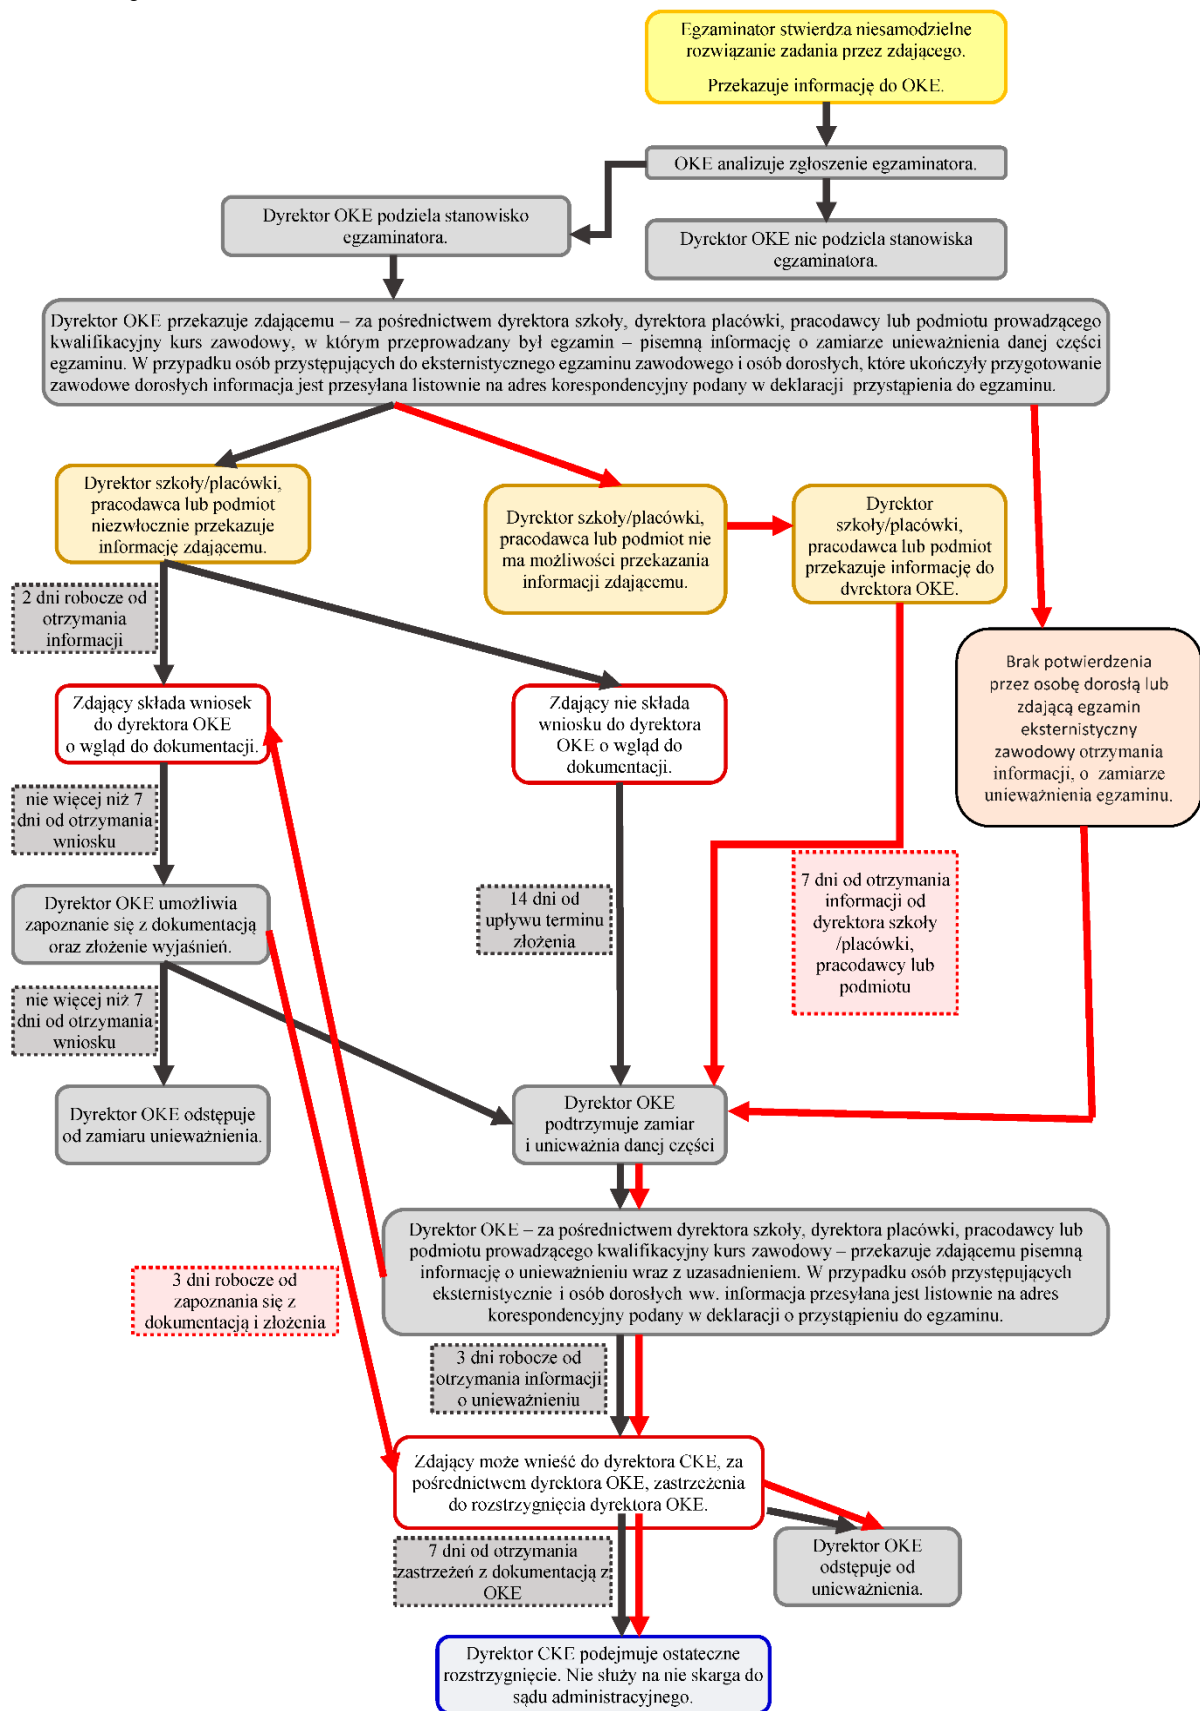 Egzaminator stwierdza niesamodzielne
rozwiązanie zadania przez zdającego.
Przekazuje informację do OKE.
OKE analizuje zgłoszenie egzaminatora.
Dyrektor OKE podziela stanowisko
egzaminatora.
Dyrektor OKE nie podziela stanowiska
egzaminatora.
Dyrektor OKE przekazuje zdającemu – za pośrednictwem dyrektora szkoły, dyrektora placówki, pracodawcy lub podmiotu prowadzącego
kwalifikacyjny kurs zawodowy, w którym przeprowadzany był egzamin – pisemną informację o zamiarze unieważnienia danej części
egzaminu. W przypadku osób przystępujących do eksternistycznego egzaminu zawodowego i osób dorosłych, które ukończyły przygotowanie
zawodowe dorosłych informacja jest przesyłana listownie na adres korespondencyjny podany w deklaracji przystąpienia do egzaminu.
Dyrektor szkoły/placówki,
pracodawca lub podmiot
niezwłocznie przekazuje
informację zdającemu.
Dyrektor szkoły/placówki,
pracodawca lub podmiot nie
ma możliwości przekazania
informacji zdającemu.
Dyrektor
szkoły/placówki,
pracodawca lub podmiot
przekazuje informację do
dyrektora OKE.
2 dni robocze od
otrzymania
informacji
Brak potwierdzenia
przez osobę dorosłą lub
zdającą egzamin
eksternistyczny
zawodowy otrzymania
informacji, o zamiarze
unieważnienia egzaminu.
Zdający składa wniosek
do dyrektora OKE
o wgląd do dokumentacji.
Zdający nie składa
wniosku do dyrektora
OKE o wgląd do
dokumentacji.
nie więcej niż 7
dni od otrzymania
wniosku
7 dni od otrzymania
informacji od
dyrektora szkoły
/placówki,
pracodawcy lub
podmiotu
Dyrektor OKE umożliwia
zapoznanie się z dokumentacją
oraz złożenie wyjaśnień.
14 dni od
upływu terminu
złożenia
nie więcej niż 7
dni od otrzymania
wniosku
Dyrektor OKE odstępuje
od zamiaru unieważnienia.
Dyrektor OKE
podtrzymuje zamiar
i unieważnia danej części
Dyrektor OKE – za pośrednictwem dyrektora szkoły, dyrektora placówki, pracodawcy lub
podmiotu prowadzącego kwalifikacyjny kurs zawodowy – przekazuje zdającemu pisemną
informację o unieważnieniu wraz z uzasadnieniem. W przypadku osób przystępujących
eksternistycznie i osób dorosłych ww. informacja przesyłana jest listownie na adres
korespondencyjny podany w deklaracji o przystąpieniu do egzaminu.
3 dni robocze od
zapoznania się z
dokumentacją i złożenia
3 dni robocze od
otrzymania informacji
o unieważnieniu
Zdający może wnieść do dyrektora CKE, za
pośrednictwem dyrektora OKE, zastrzeżenia
do rozstrzygnięcia dyrektora OKE.
7 dni od otrzymania
zastrzeżeń z dokumentacją z
OKE
Dyrektor OKE
odstępuje od
unieważnienia.
Dyrektor CKE podejmuje ostateczne
rozstrzygnięcie. Nie służy na nie skarga do
sądu administracyjnego.